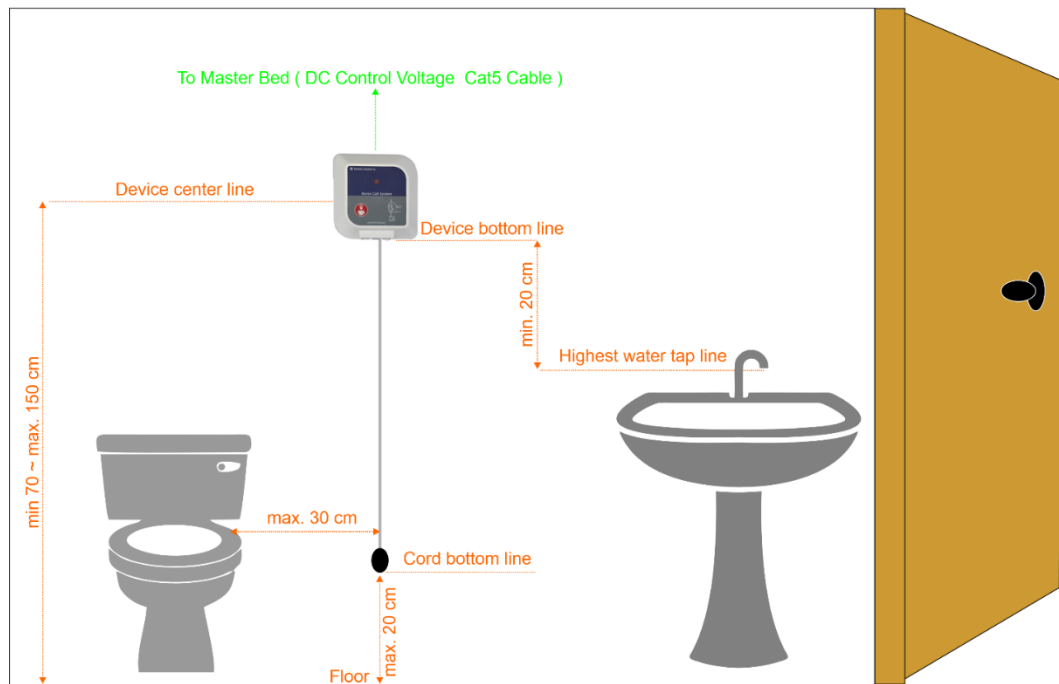 To Master Bed ( DC Control Voltage  Cat5 Cable )
Device center line
Device bottom line
min. 20 cm
Highest water tap line
min 70 ~ max. 150 cm
max. 30 cm
Cord bottom line
max. 20 cm
Floor